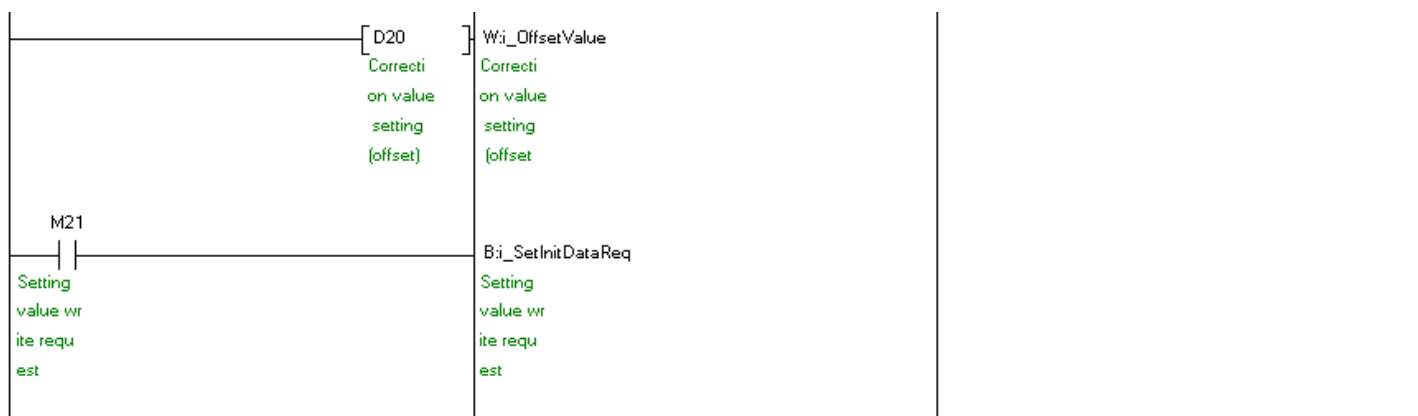 D20
W:i_OffsetValue
Correcti
on value
setting
(offset)
Correcti
on value
setting
(offset
M21
B:i_SetInitDataReq
Setting
value wr
ite requ
est
Setting
value wr
ite requ
est